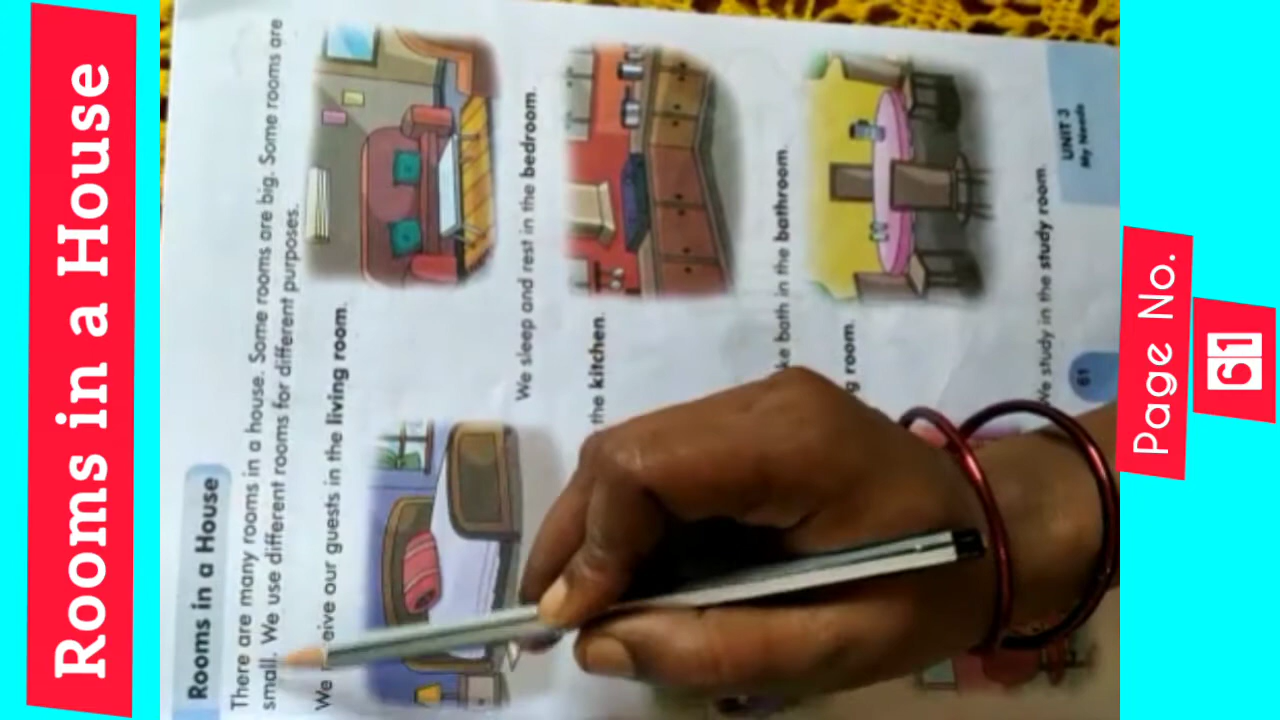 Rooms in a House
Rooms in a House
There are many rooms in a house. Some rooms are big. Some rooms are
small. We use different rooms for different purposes.
We our guests in the living room.
We sleep and rest in the bedroom.
the kitchen.
bath in the bathroom.
room.
We study in the study room.
61
UNIT 3
My Needs
Page No.
61